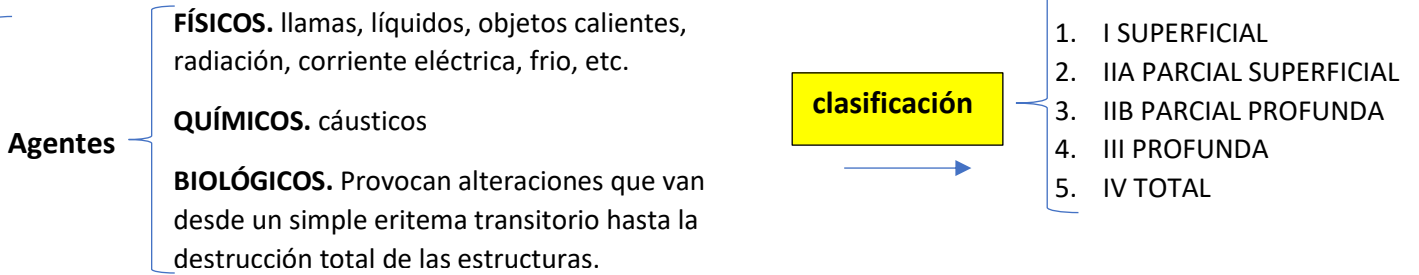 FÍSICOS. llamas, líquidos, objetos calientes,
radiación, corriente eléctrica, frio, etc.
QUÍMICOS. cáusticos
Agentes
BIOLÓGICOS. Provocan alteraciones que van
desde un simple eritema transitorio hasta la
destrucción total de las estructuras.
clasificación
1. I SUPERFICIAL
2. IIA PARCIAL SUPERFICIAL
3. IIB PARCIAL PROFUNDA
4. III PROFUNDA
5. IV TOTAL